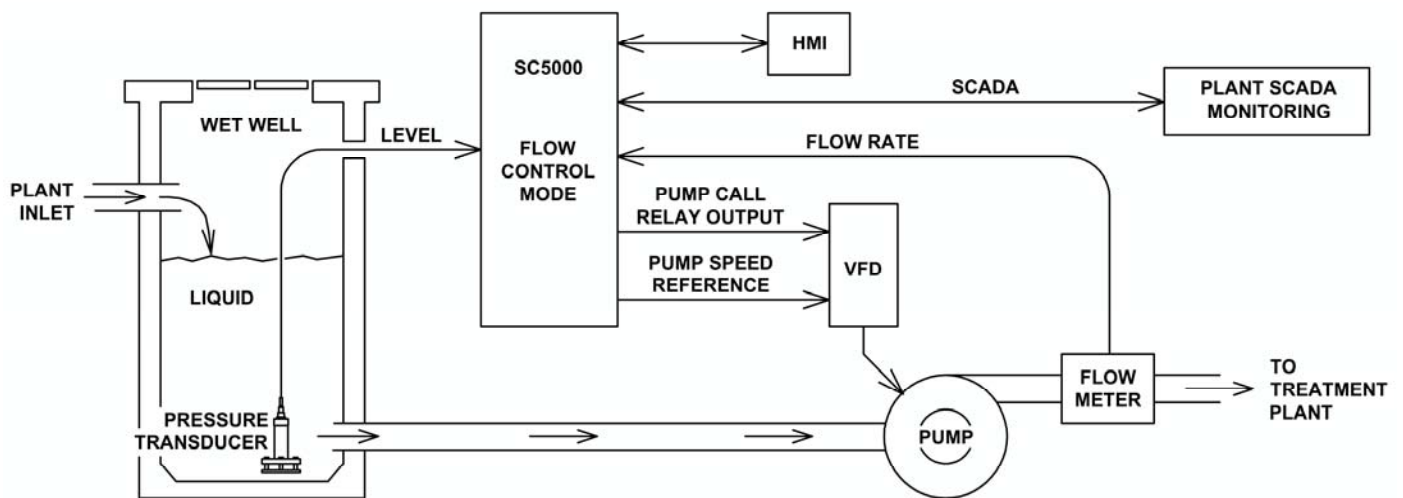 SC5000
FLOW
CONTROL
MODE
HMI
SCADA
PLANT SCADA
MONITORING
WET WELL
LEVEL
FLOW RATE
PLANT
INLET
PUMP CALL
RELAY OUTPUT
PUMP SPEED
REFERENCE
VFD
LIQUID
PRESSURE
TRANSDUCER
PUMP
FLOW
METER
TO
TREATMENT
PLANT